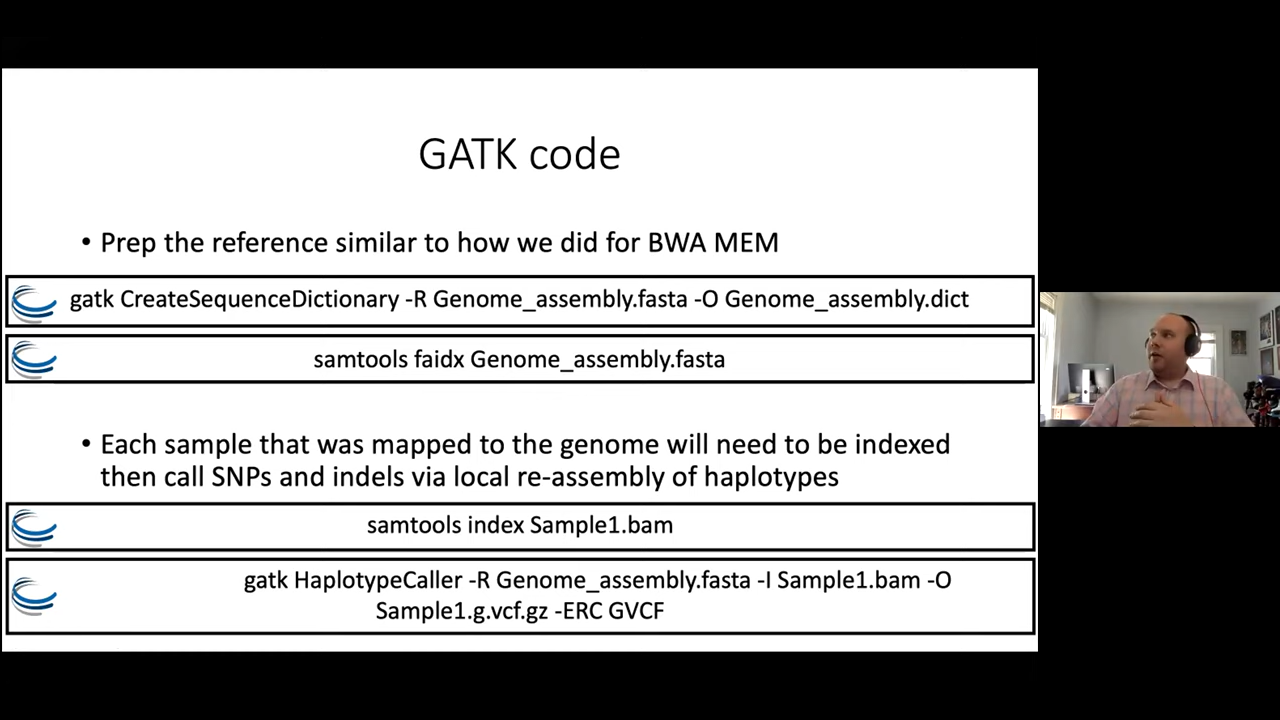 GATK code
• Prep the reference similar to how we did for BWA MEM
gatk CreateSequenceDictionary -R Genome_assembly.fasta -O Genome_assembly.dict
samtools faidx Genome_assembly.fasta
• Each sample that was mapped to the genome will need to be indexed
then call SNPs and indels via local re-assembly of haplotypes
samtools index Sample1.bam
gatk HaplotypeCaller -R Genome_assembly.fasta -I Sample1.bam -O
Sample1.g.vcf.gz -ERC GVCF